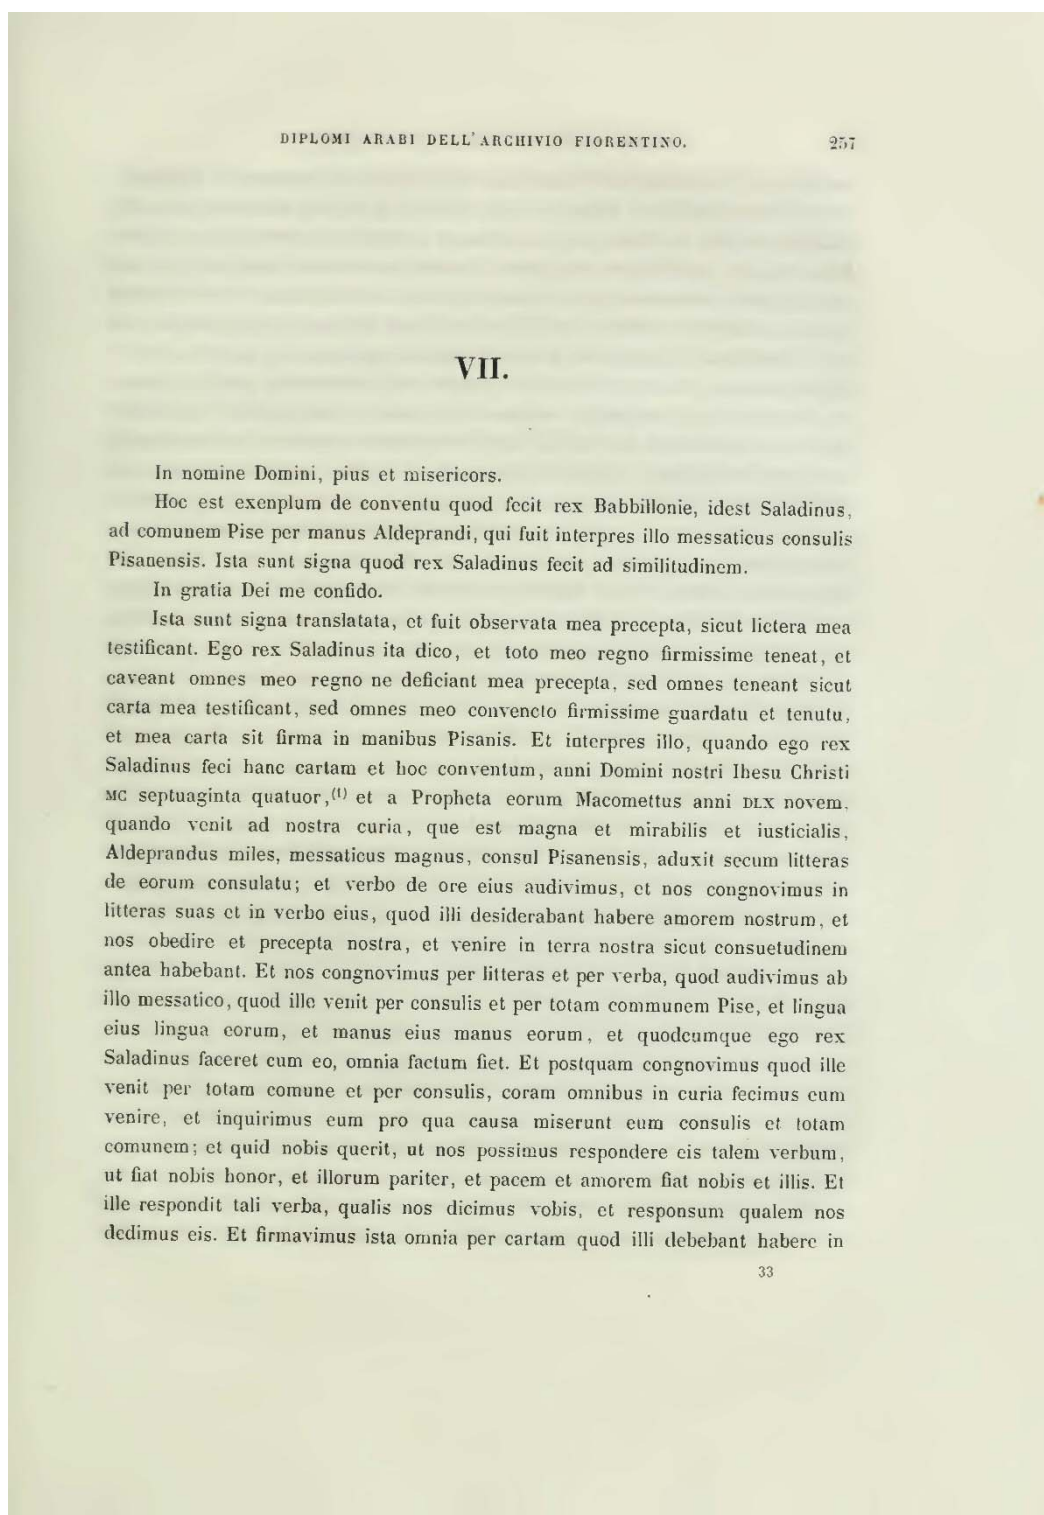 DIPLOMI ARABI DELL'ARCHIVIO FIORENTINO. 257
VII.
In nomine Domini, pius et misericors.
Hoc est exenplum de conventu quod fecit rex Babbillonie, idest Saladinus,
ad comunem Pise per manus Aldeprandi, qui fuit interpres illo messaticus consulis
Pisanensis. Ista sunt signa quod rex Saladinus fecit ad similitudinem.
In gratia Dei me confido.
Ista sunt signa translatata, et fuit observata mea precepta, sicut lictera mea
testificant. Ego rex Saladinus ita dico, et toto meo regno firmissime teneat, et
caveant omnes meo regno ne deficiant mea precepta, sed omnes teneant sicut
carta mea testificant, sed omnes meo convencto firmissime guardatu et tenutu,
et mea carta sit firma in manibus Pisanis. Et interpres illo, quando ego rex
Saladinus feci hanc cartam et hoc conventum, anni Domini nostri Ihesu Christi
MC septuaginta quatuor,(1) et a Propheta eorum Macomettus anni DLX novem,
quando venit ad nostra curia, que est magna et mirabilis et iusticialis,
Aldeprandus miles, messaticus magnus, consul Pisanensis, aduxit secum litteras
de eorum consulatu; et verbo de ore eius audivimus, et nos congnovimus in
litteras suas et in verbo eius, quod illi desiderabant habere amorem nostrum, et
nos obedire et precepta nostra, et venire in terra nostra sicut consuetudinem
antea habebant. Et nos congnovimus per litteras et per verba, quod audivimus ab
illo messatico, quod ille venit per consulis et per totam communem Pise, et lingua
eius lingua eorum, et manus eius manus eorum, et quodcumque ego rex
Saladinus faceret cum eo, omnia factum fiet. Et postquam congnovimus quod ille
venit per totam comune et per consulis, coram omnibus in curia fecimus eum
venire, et inquirimus eum pro qua causa miserunt eum consulis et totam
comunem; et quid nobis querit, ut nos possimus respondere eis talem verbum,
ut fiat nobis honor, et illorum pariter, et pacem et amorem fiat nobis et illis. Et
ille respondit tali verba, qualis nos dicimus vobis, et responsum qualem nos
dedimus eis. Et firmavimus ista omnia per cartam quod illi debebant habere in
33